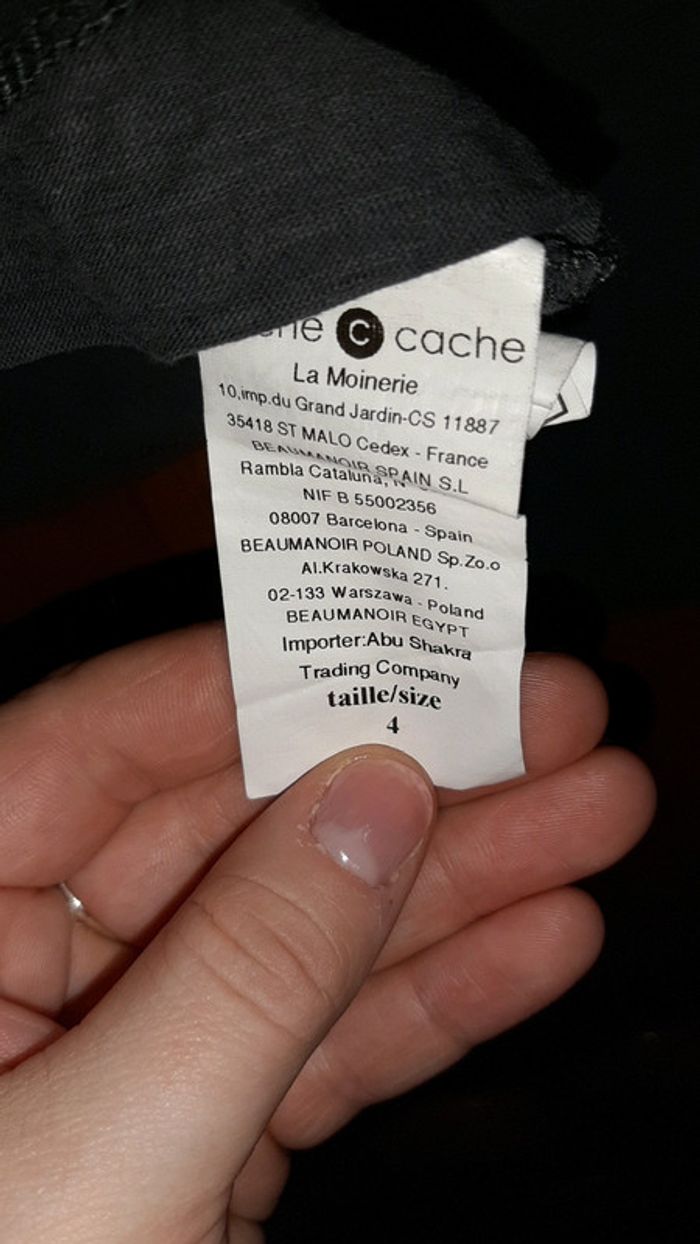 C cache
La Moinerie
10,imp.du Grand Jardin-CS 11887
35418 ST MALO Cedex - France
BEAUMANOIR SPAIN S.L
Rambla Cataluna,
NIF B 55002356
08007 Barcelona - Spain
BEAUMANOIR POLAND Sp.Zo.o
Al.Krakowska 271.
02-133 Warszawa - Poland
BEAUMANOIR EGYPT
Importer:Abu Shakra
Trading Company
taille/size
4